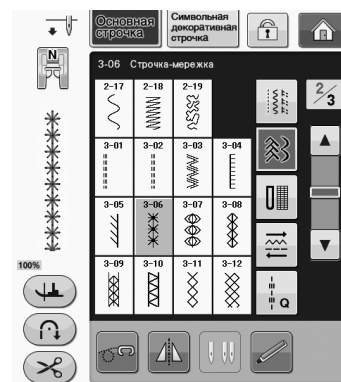 Основная
строчка
Символьная
декоративная
строчка
N
3-06 Строчка-мережка
2/3
2-17 2-18 2-19
3-01 3-02 3-03 3-04
3-05 3-06 3-07 3-08
100%
3-09 3-10 3-11 3-12
Q